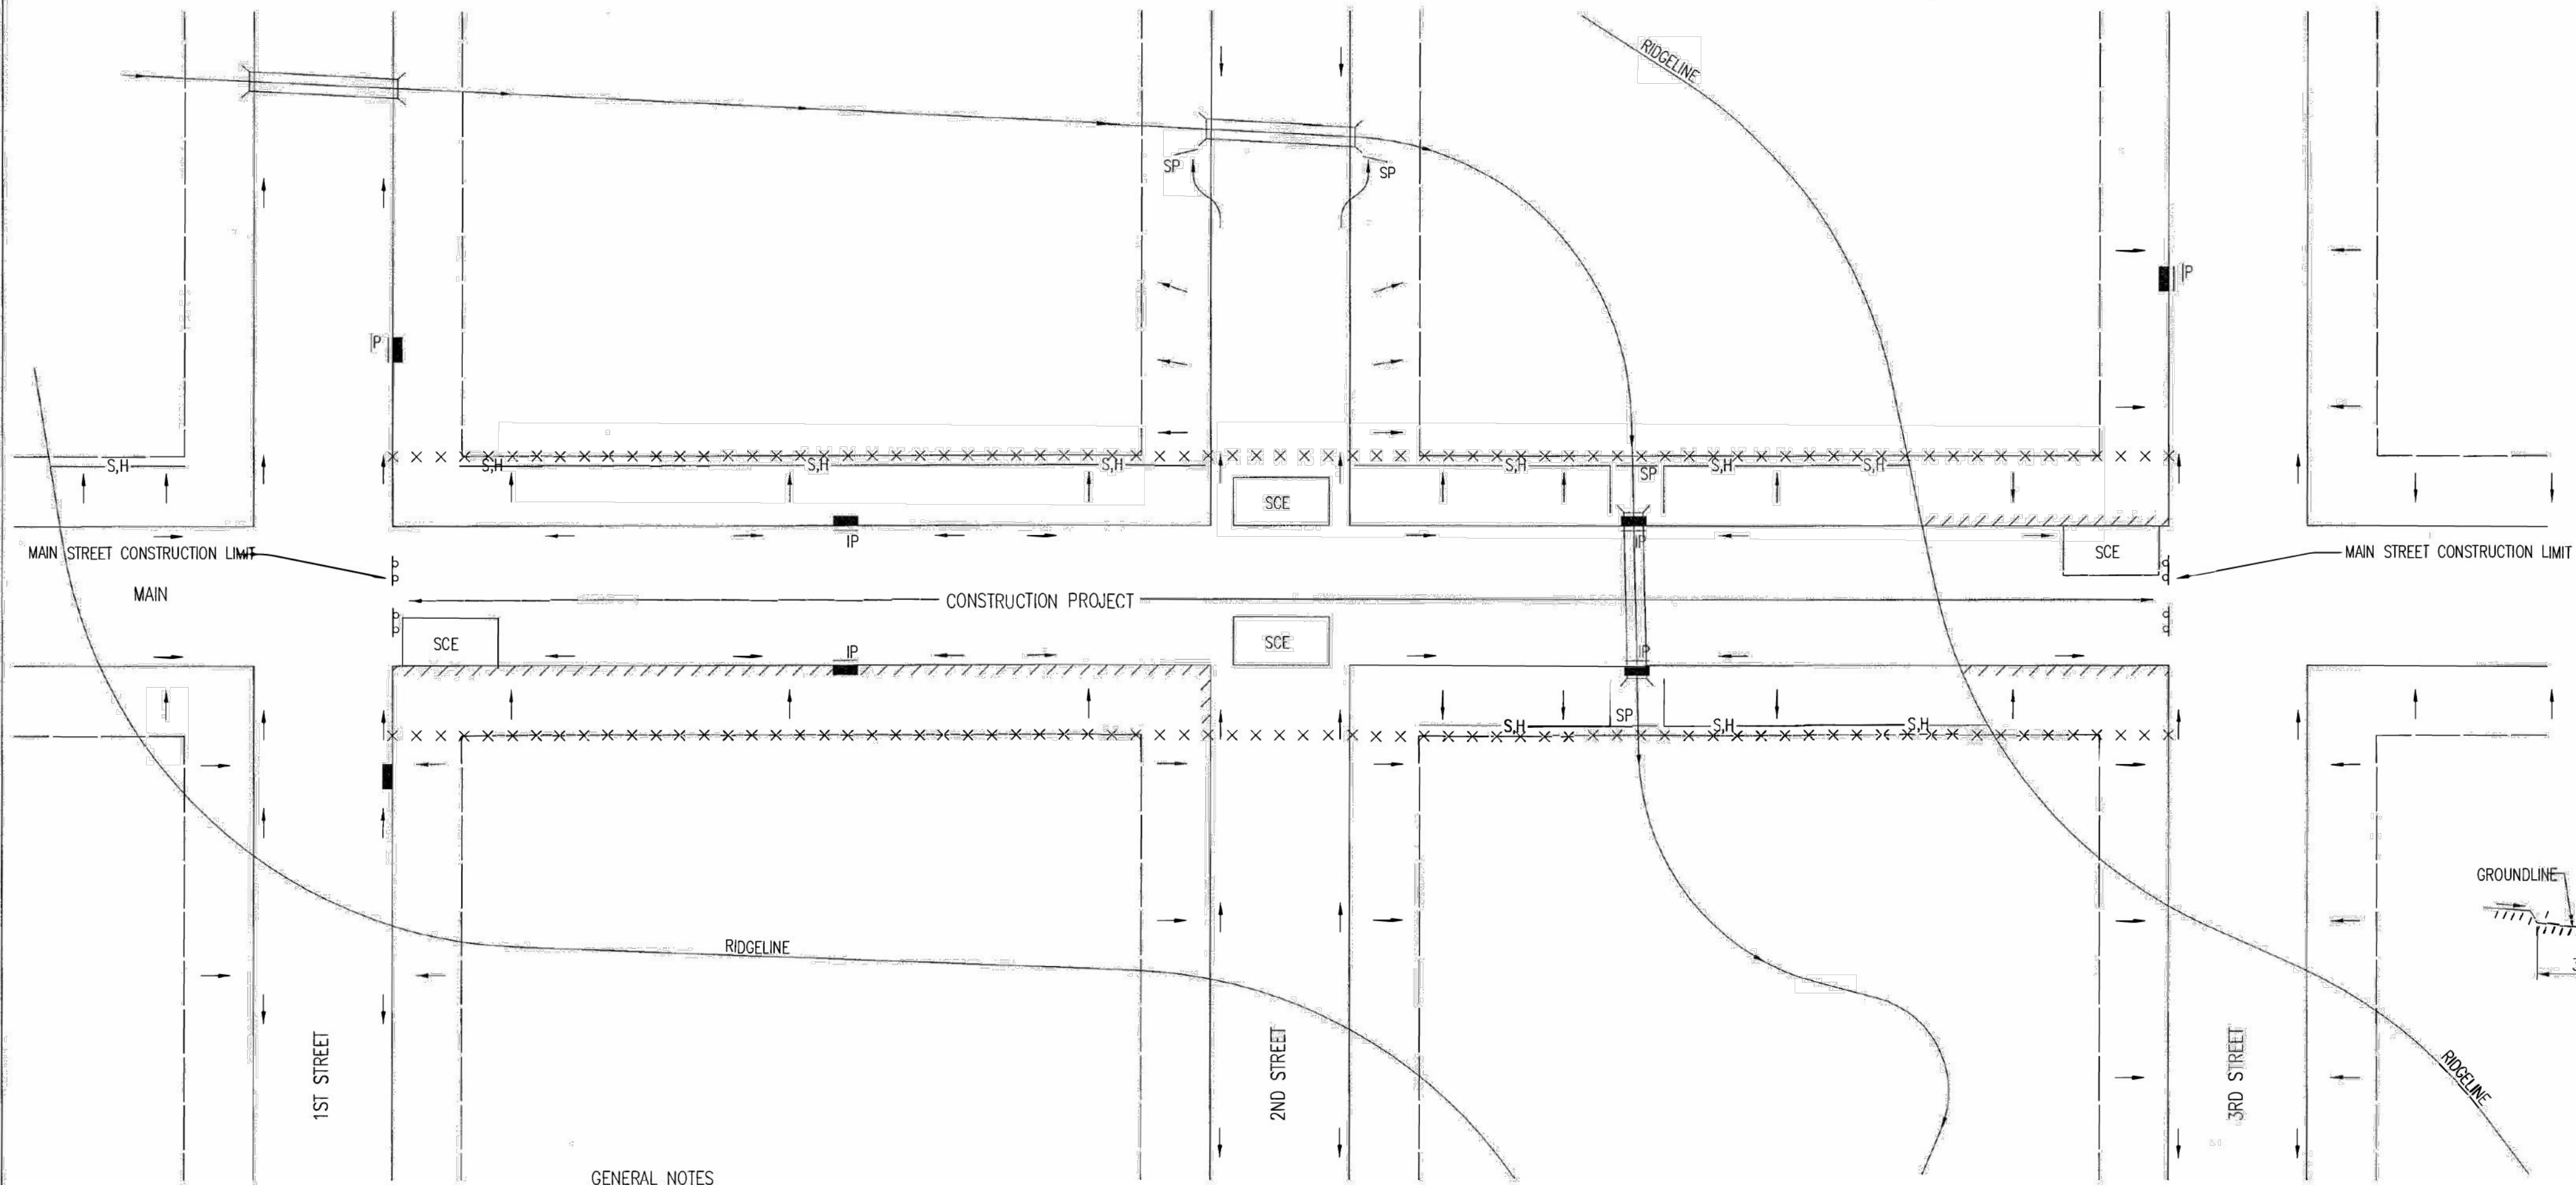 RIDGELINE
SP
SP
IP
IP
S,H
S,H
S,H
S,H
S,H
SP
S,H
S,H
SCE
MAIN STREET CONSTRUCTION LIMIT
IP
IP
SCE
MAIN STREET CONSTRUCTION LIMIT
MAIN
CONSTRUCTION PROJECT
SCE
IP
SCE
IP
S,H
SP
S,H
S,H
GROUNDLINE
RIDGELINE
1ST STREET
2ND STREET
3RD STREET
RIDGELINE
GENERAL NOTES